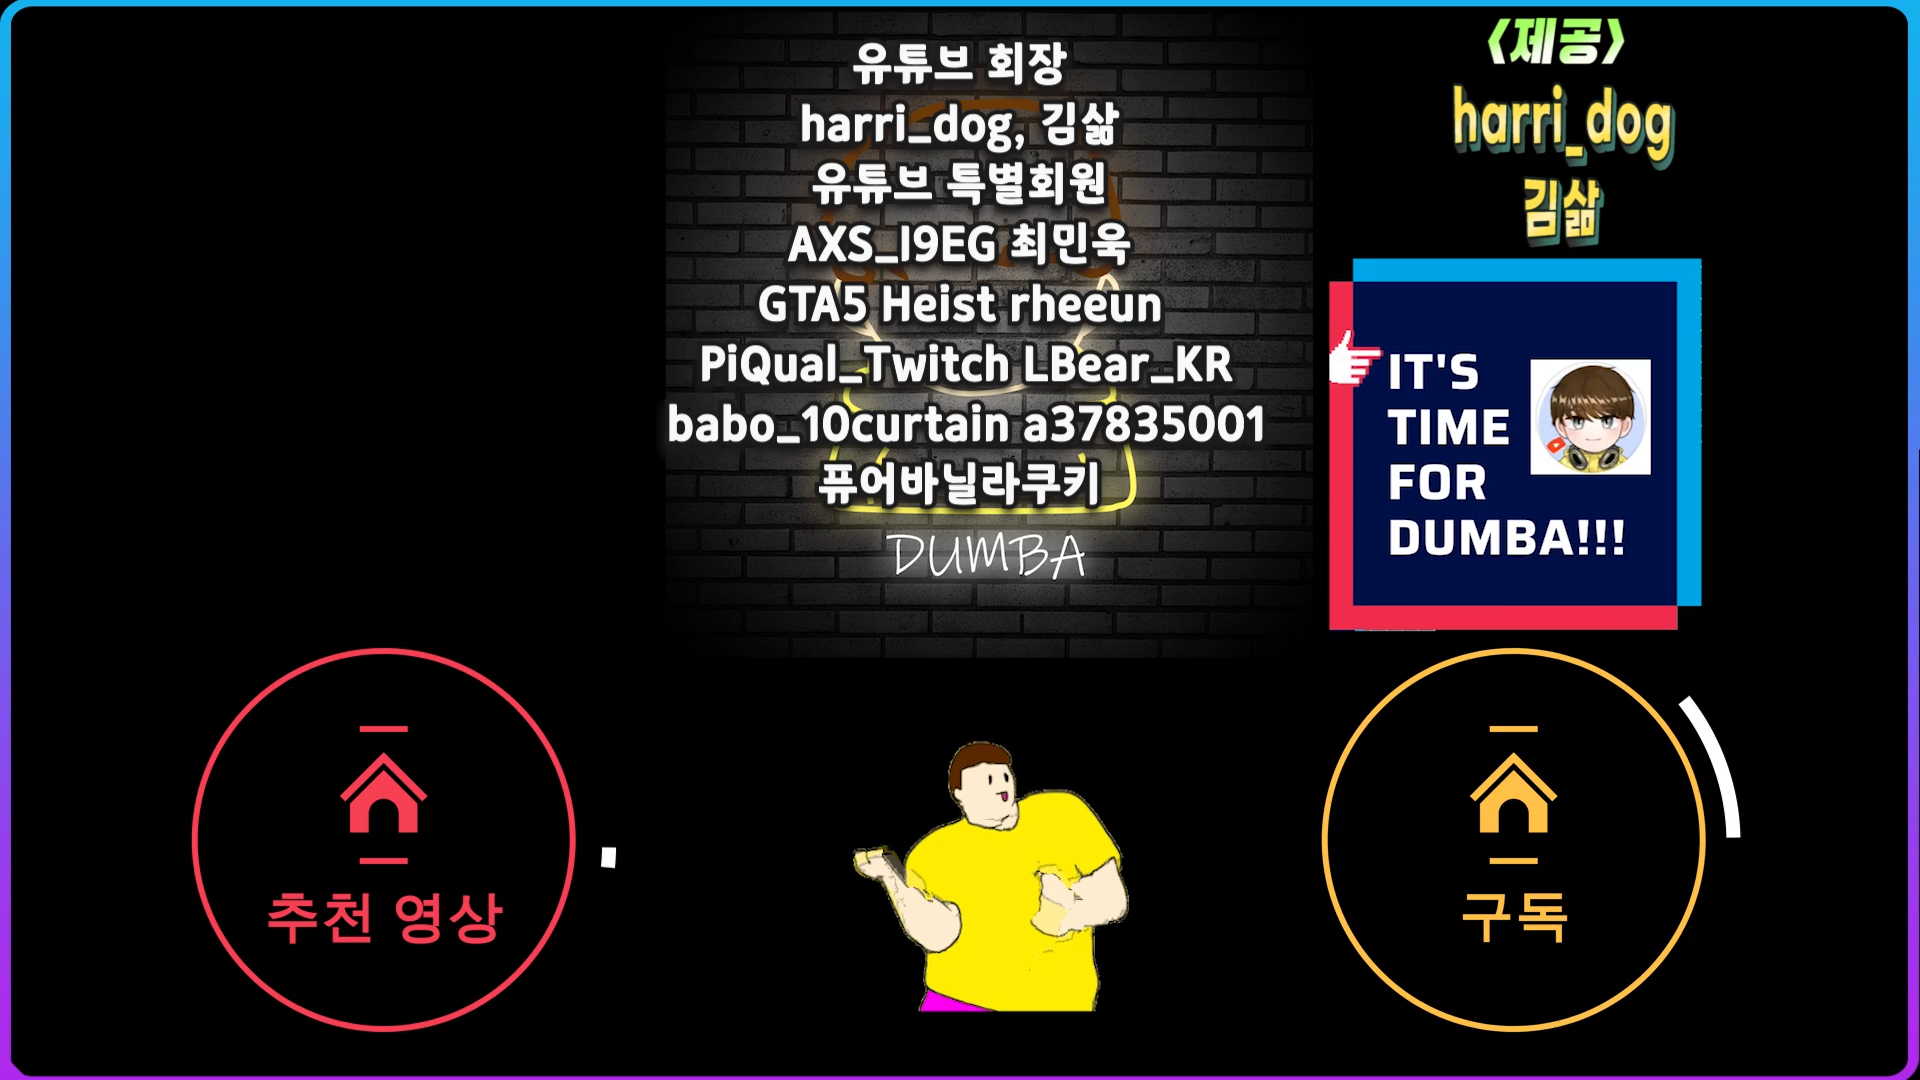 유튜브 회장
harri_dog, 김삶
유튜브 특별회원
AXS_I9EG 최민욱
GTA5 Heist rheeun
PiQual_Twitch LBear_KR
babo_10curtain a37835001
퓨어바닐라쿠키
DUMBA
〈제공〉
harri_dog
김삶
IT'S
TIME
FOR
DUMBA!!!
추천 영상
구독